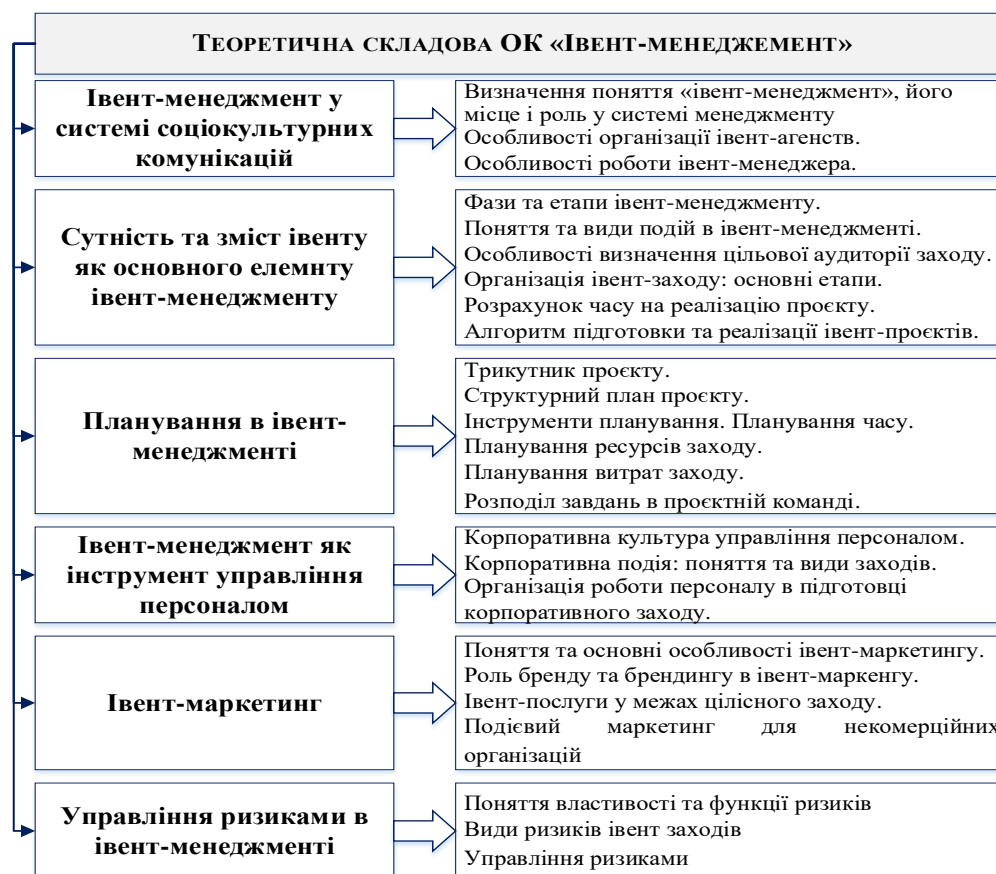 ТЕОРЕТИЧНА СКЛАДОВА ОК «ІВЕНТ-МЕНЕДЖЕМЕНТ»
Івент-менеджмент у
системі соціокультурних
комунікацій
Визначення поняття «івент-менеджмент», його
місце і роль у системі менеджменту
Особливості організації івент-агенств.
Особливості роботи івент-менеджера.
Сутність та зміст івенту
як основного елемнту
івент-менеджменту
Фази та етапи івент-менеджменту.
Поняття та види подій в івент-менеджменті.
Особливості визначення цільової аудиторії заходу.
Організація івент-заходу: основні етапи.
Розрахунок часу на реалізацію проєкту.
Алгоритм підготовки та реалізації івент-проєктів.
Планування в івент-
менеджменті
Трикутник проєкту.
Структурний план проєкту.
Інструменти планування. Планування часу.
Планування ресурсів заходу.
Планування витрат заходу.
Розподіл завдань в проєктній команді.
Івент-менеджмент як
інструмент управління
персоналом
Корпоративна культура управління персоналом.
Корпоративна подія: поняття та види заходів.
Організація роботи персоналу в підготовці
корпоративного заходу.
Івент-маркетинг
Поняття та основні особливості івент-маркетингу.
Роль бренду та брендингу в івент-маркенгу.
Івент-послуги у межах цілісного заходу.
Подієвий маркетинг для некомерційних
організацій
Управління ризиками в
івент-менеджменті
Поняття властивості та функції ризиків
Види ризиків івент заходів
Управління ризиками